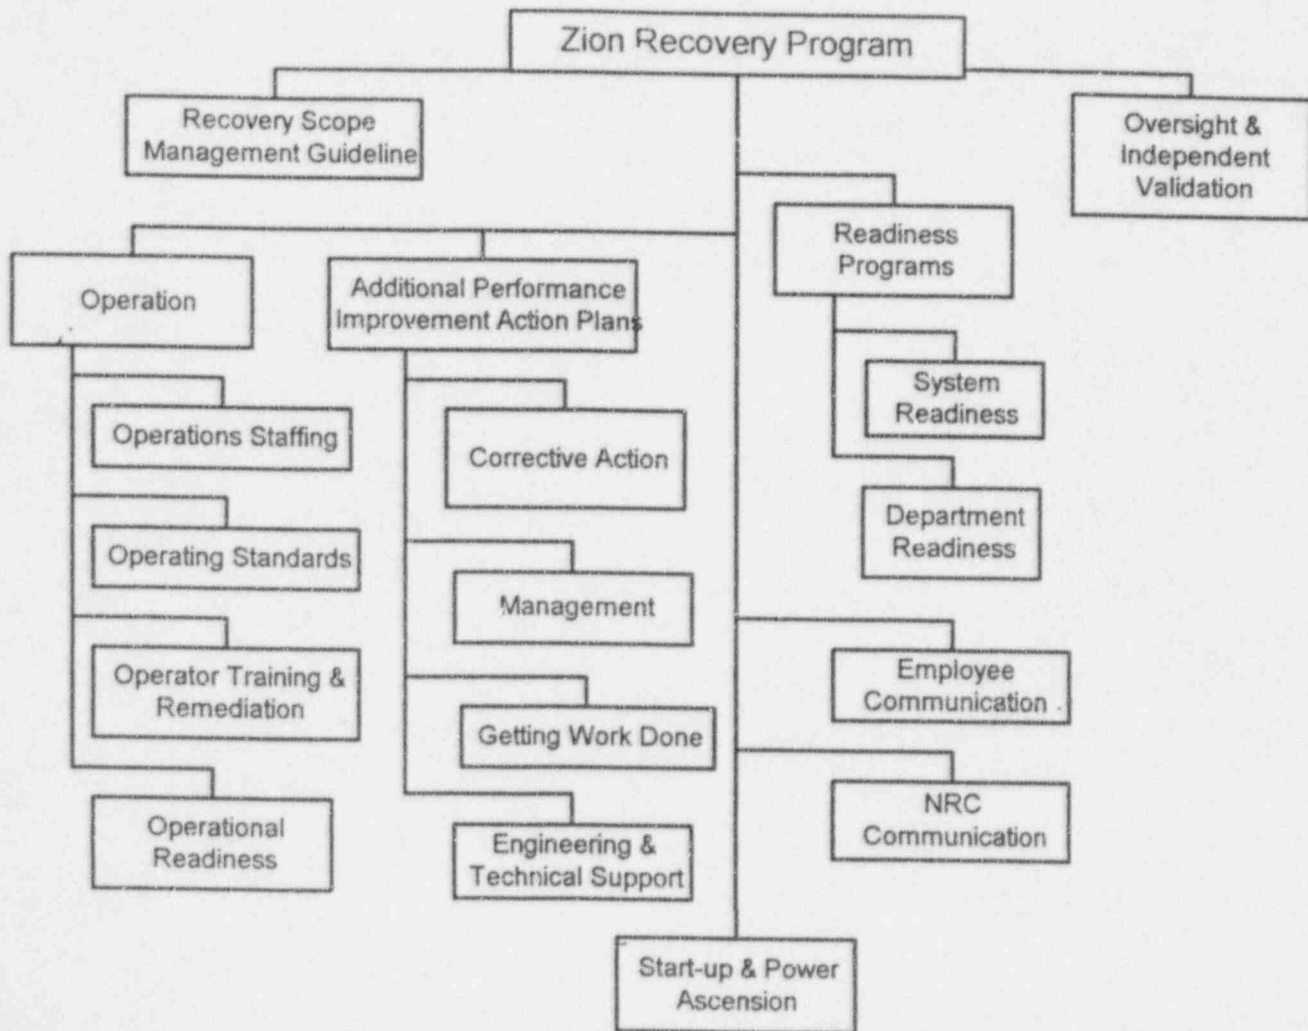 Zion Recovery Program
Recovery Scope
Management Guideline
Oversight &
Independent
Validation
Readiness
Programs
Operation
Additional Performance
Improvement Action Plans
System
Readiness
Operations Staffing
Corrective Action
Department
Readiness
Operating Standards
Management
Operator Training &
Remediation
Employee
Communication
Getting Work Done
NRC
Communication
Operational
Readiness
Engineering &
Technical Support
Start-up & Power
Ascension